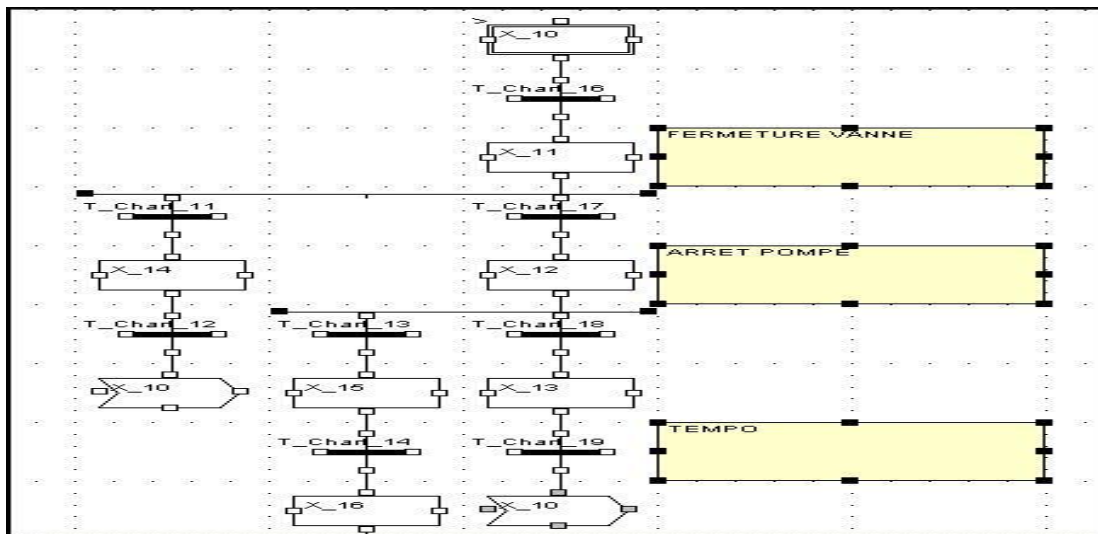 X_10
T_Chart_16
FERMETURE VANNE
X_11
T_Chart_11
T_Chart_17
X_14
X_12
ARRET POMPE
T_Chart_12
T_Chart_13
T_Chart_18
X_10
X_15
X_13
T_Chart_14
T_Chart_19
TEMPO
X_16
X_10